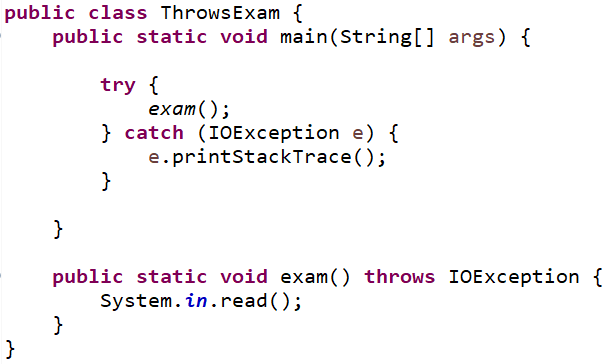 public class ThrowsExam {
public static void main(String[] args) {
try {
exam();
} catch (IOException e) {
e.printStackTrace();
}
}
public static void exam() throws IOException {
System.in.read();
}
}